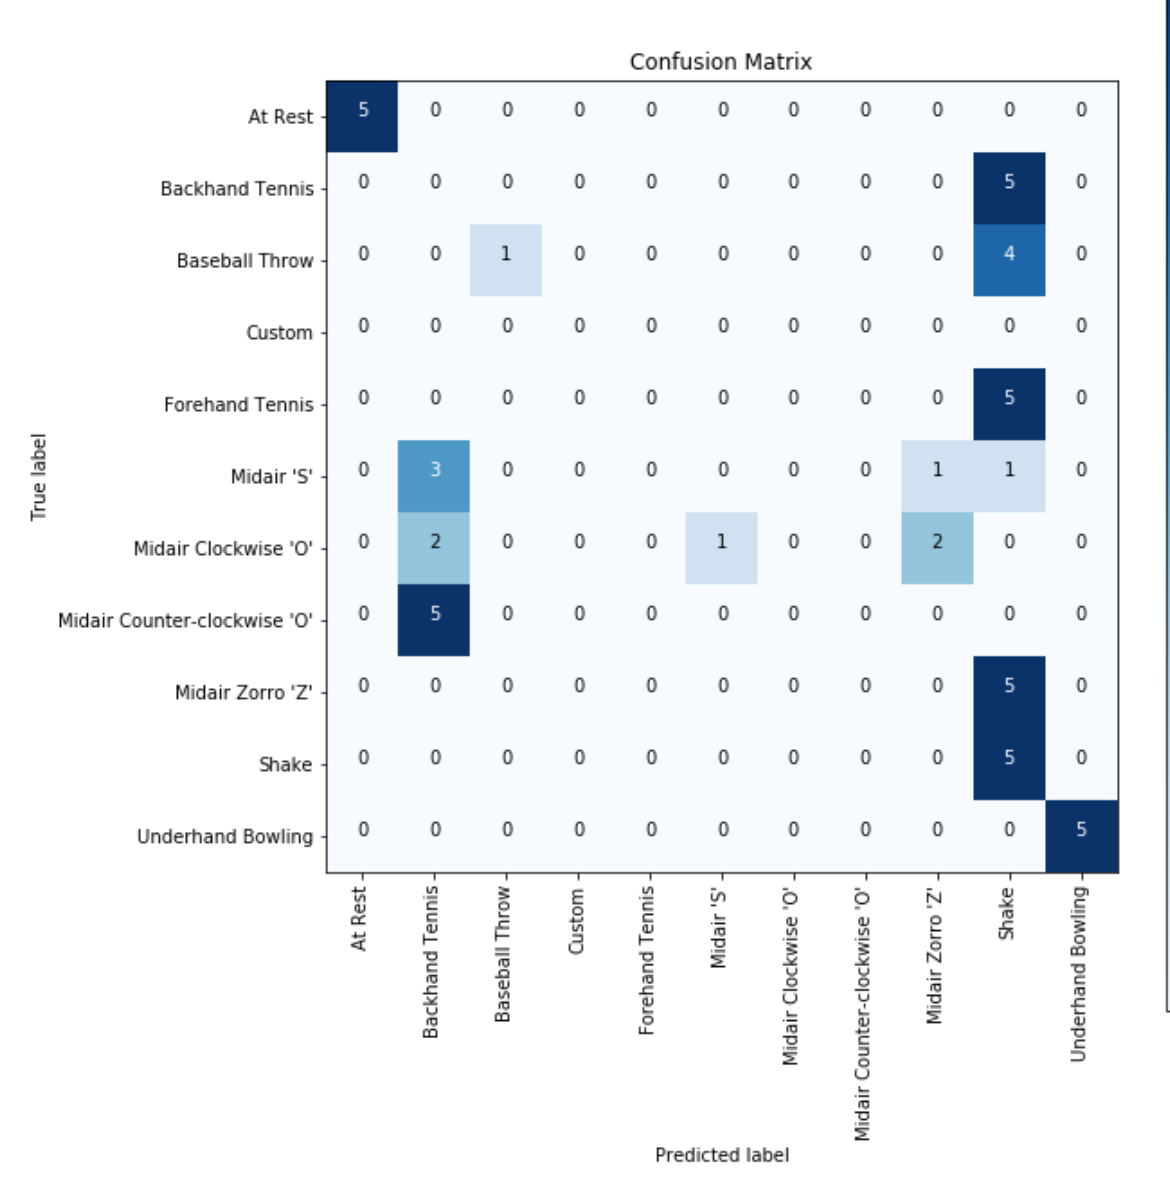 Confusion Matrix
At Rest 5 0 0 0 0 0 0 0 0 0 0
Backhand Tennis 0 0 0 0 0 0 0 0 0 5 0
Baseball Throw 0 0 1 0 0 0 0 0 0 4 0
Custom 0 0 0 0 0 0 0 0 0 0 0
Forehand Tennis 0 0 0 0 0 0 0 0 0 5 0
Midair 'S' 0 3 0 0 0 0 0 0 1 1 0
Midair Clockwise 'O' 0 2 0 0 0 1 0 0 2 0 0
Midair Counter-clockwise 'O' 0 5 0 0 0 0 0 0 0 0 0
Midair Zorro 'Z' 0 0 0 0 0 0 0 0 0 5 0
Shake 0 0 0 0 0 0 0 0 0 5 0
Underhand Bowling 0 0 0 0 0 0 0 0 0 0 5
True label
At Rest
Backhand Tennis
Baseball Throw
Custom
Forehand Tennis
Midair 'S'
Midair Clockwise 'O'
Midair Counter-clockwise 'O'
Midair Zorro 'Z'
Shake
Underhand Bowling
Predicted label